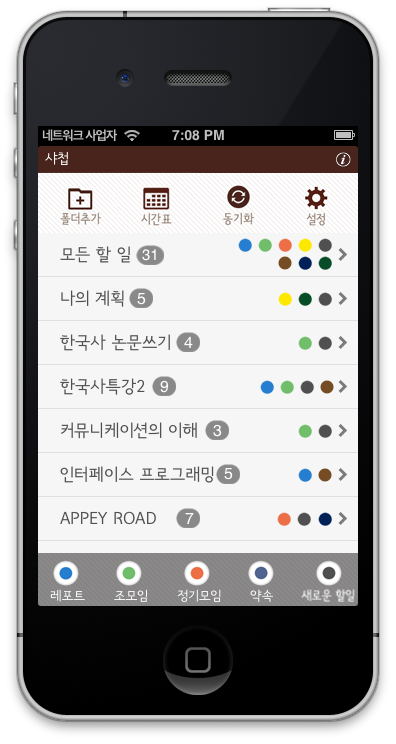 네트워크 사업자 7:08 PM
샤첩
폴더추가 시간표 동기화 설정
모든 할 일 31
나의 계획 5
한국사 논문쓰기 4
한국사특강2 9
커뮤니케이션의 이해 3
인터페이스 프로그래밍 5
APPEY ROAD 7
레포트 조모임 정기모임 약속 새로운 할일